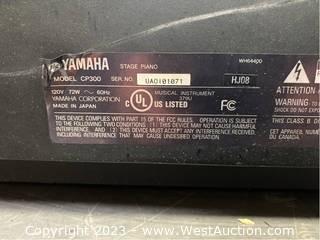 YAMAHA
STAGE PIANO
WH64400
MODEL CP300
SER NO. UAOI01071
HJ08
120V 72W ~ 60Hz
YAMAHA CORPORATION
MADE IN JAPAN
MUSICAL INSTRUMENT
379U
C UL US LISTED
FC
THIS DEVICE COMPLIES WITH PART 15 OF THE FCC RULES. OPERATION IS SUBJECT
TO THE FOLLOWING TWO CONDITIONS: (1) THIS DEVICE MAY NOT CAUSE HARMFUL
INTERFERENCE, AND (2) THIS DEVICE MUST ACCEPT ANY INTERFERENCE RECEIVED,
INCLUDING INTERFERENCE THAT MAY CAUSE UNDESIRED OPERATION.
ATTENTION
WARNING:
THIS CLASS B
CET APPAREIL NUMÉR
DU CANADA.
Copyright - 2023 - WestAuction.com